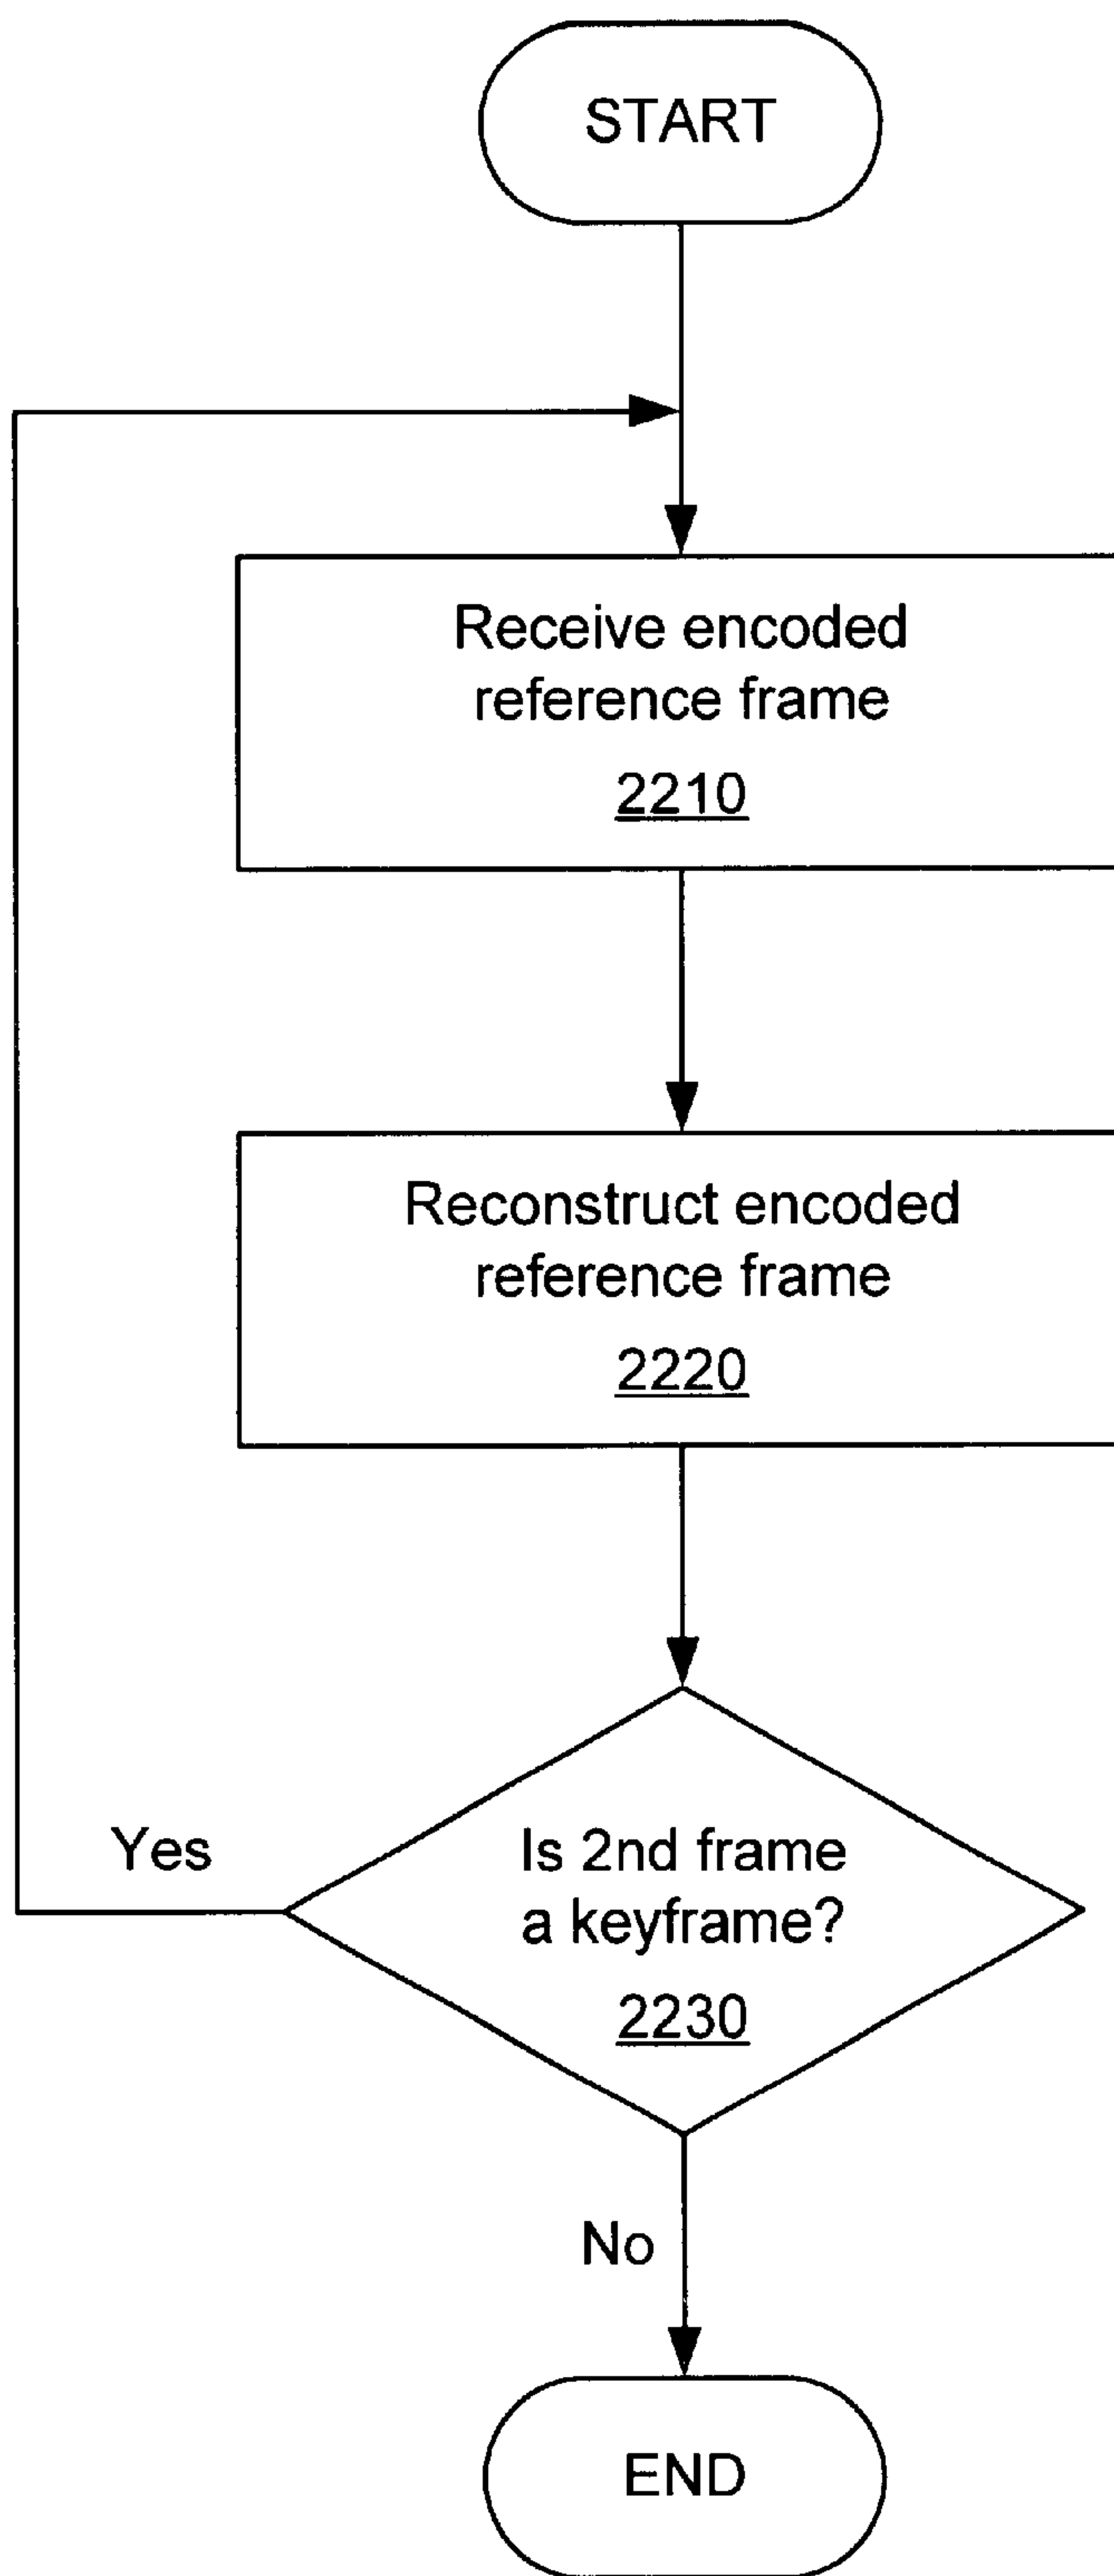 START
Receive encoded
reference frame
2210
Reconstruct encoded
reference frame
2220
Is 2nd frame
a keyframe?
2230
Yes
No
END